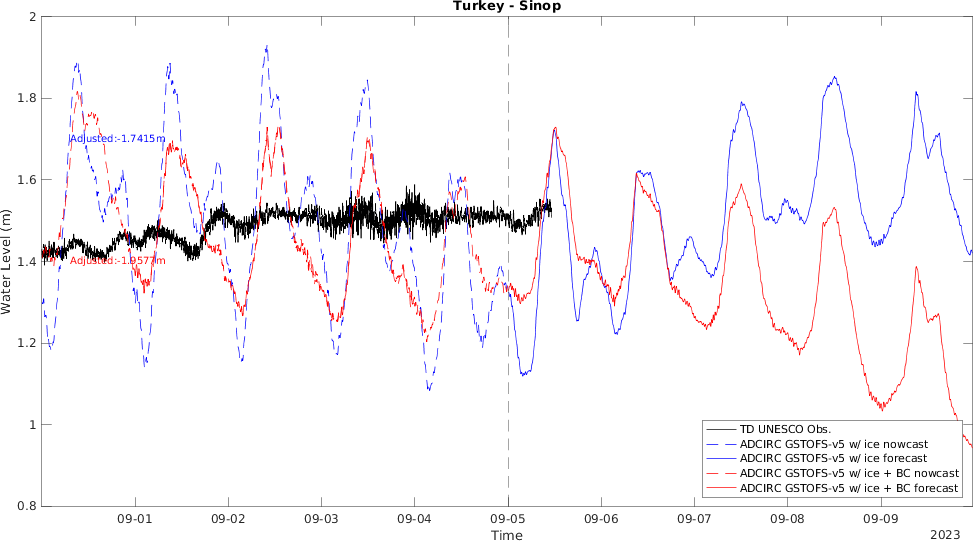 Turkey - Sinop
2
1.8
1.6
1.4
1.2
1
0.8
Water Level (m)
Adjusted:-1.7415m
Adjusted:-1.9577m
TD UNESCO Obs.
ADCIRC GSTOFS-v5 w/ ice nowcast
ADCIRC GSTOFS-v5 w/ ice forecast
ADCIRC GSTOFS-v5 w/ ice + BC nowcast
ADCIRC GSTOFS-v5 w/ ice + BC forecast
09-01 09-02 09-03 09-04 09-05 09-06 09-07 09-08 09-09
Time
2023